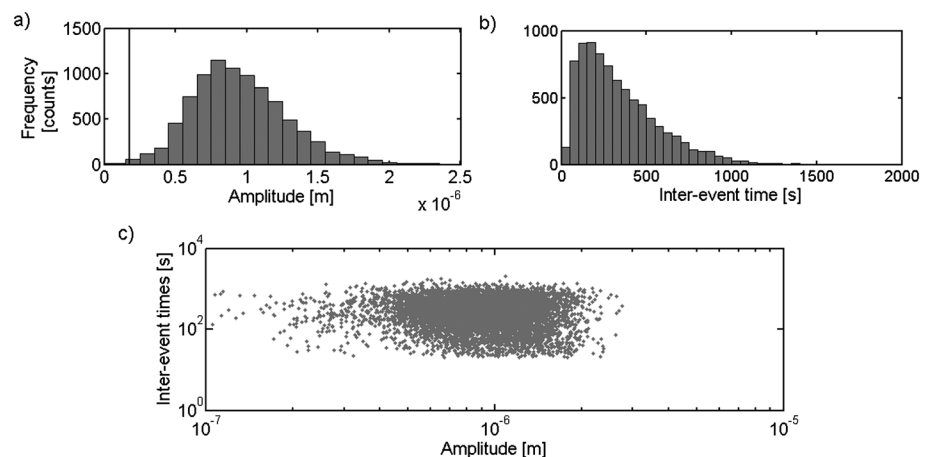 a)
1500
1000
500
0
Frequency
[counts]
0 0.5 1 1.5 2 2.5
Amplitude [m]
x 10^-6
b)
1000
500
0
0 500 1000 1500 2000
Inter-event time [s]
c)
10^4
10^2
10^0
Inter-event times [s]
10^-7 10^-6 10^-5
Amplitude [m]